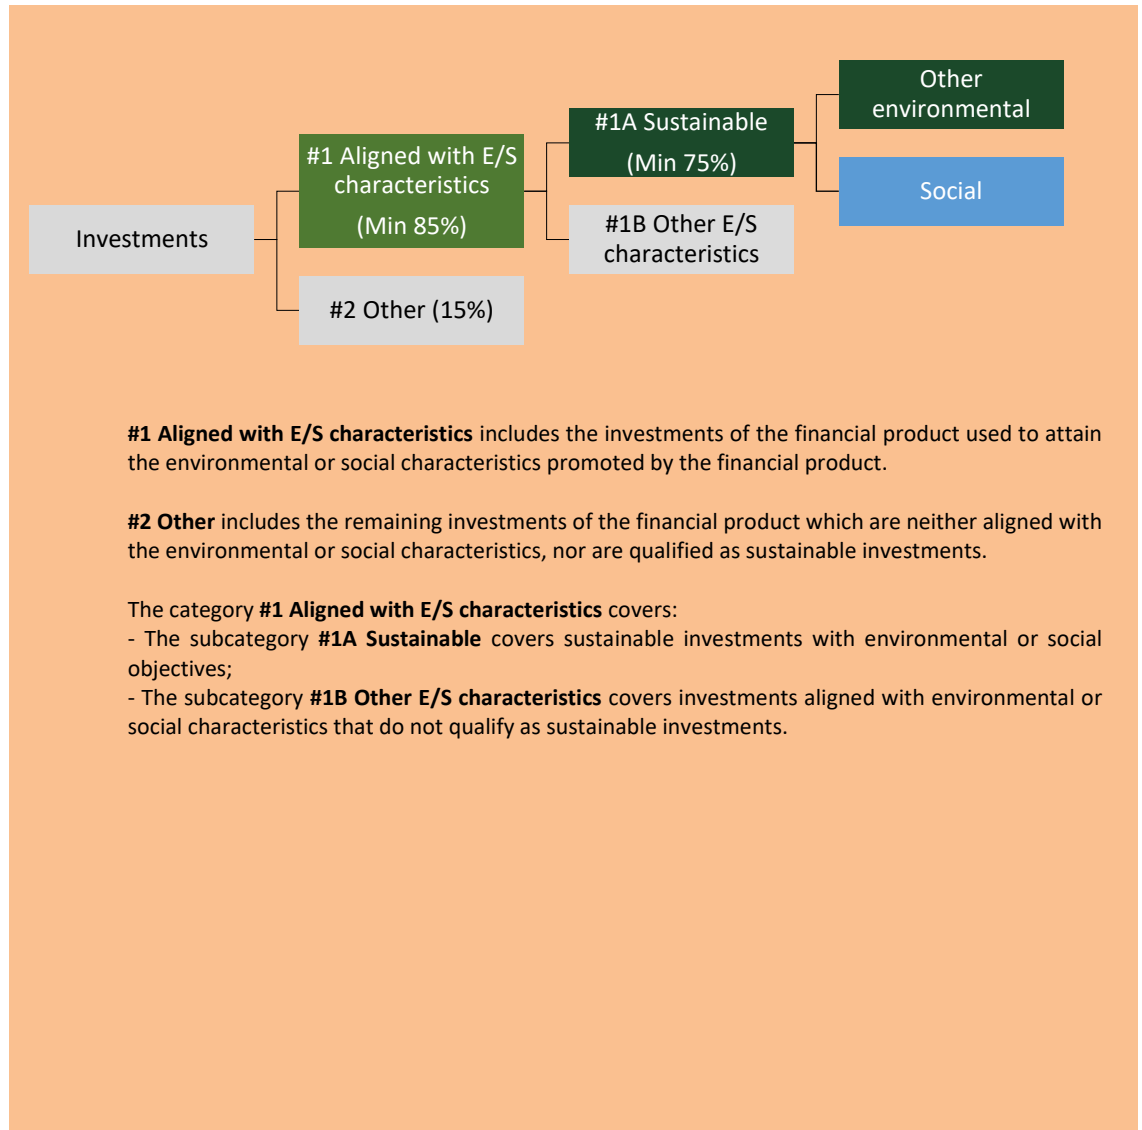 Investments
#1 Aligned with E/S
characteristics
(Min 85%)
#2 Other (15%)
#1A Sustainable
(Min 75%)
#1B Other E/S
characteristics
Other
environmental
Social
#1 Aligned with E/S characteristics includes the investments of the financial product used to attain
the environmental or social characteristics promoted by the financial product.
#2 Other includes the remaining investments of the financial product which are neither aligned with
the environmental or social characteristics, nor are qualified as sustainable investments.
The category #1 Aligned with E/S characteristics covers:
- The subcategory #1A Sustainable covers sustainable investments with environmental or social
objectives;
- The subcategory #1B Other E/S characteristics covers investments aligned with environmental or
social characteristics that do not qualify as sustainable investments.